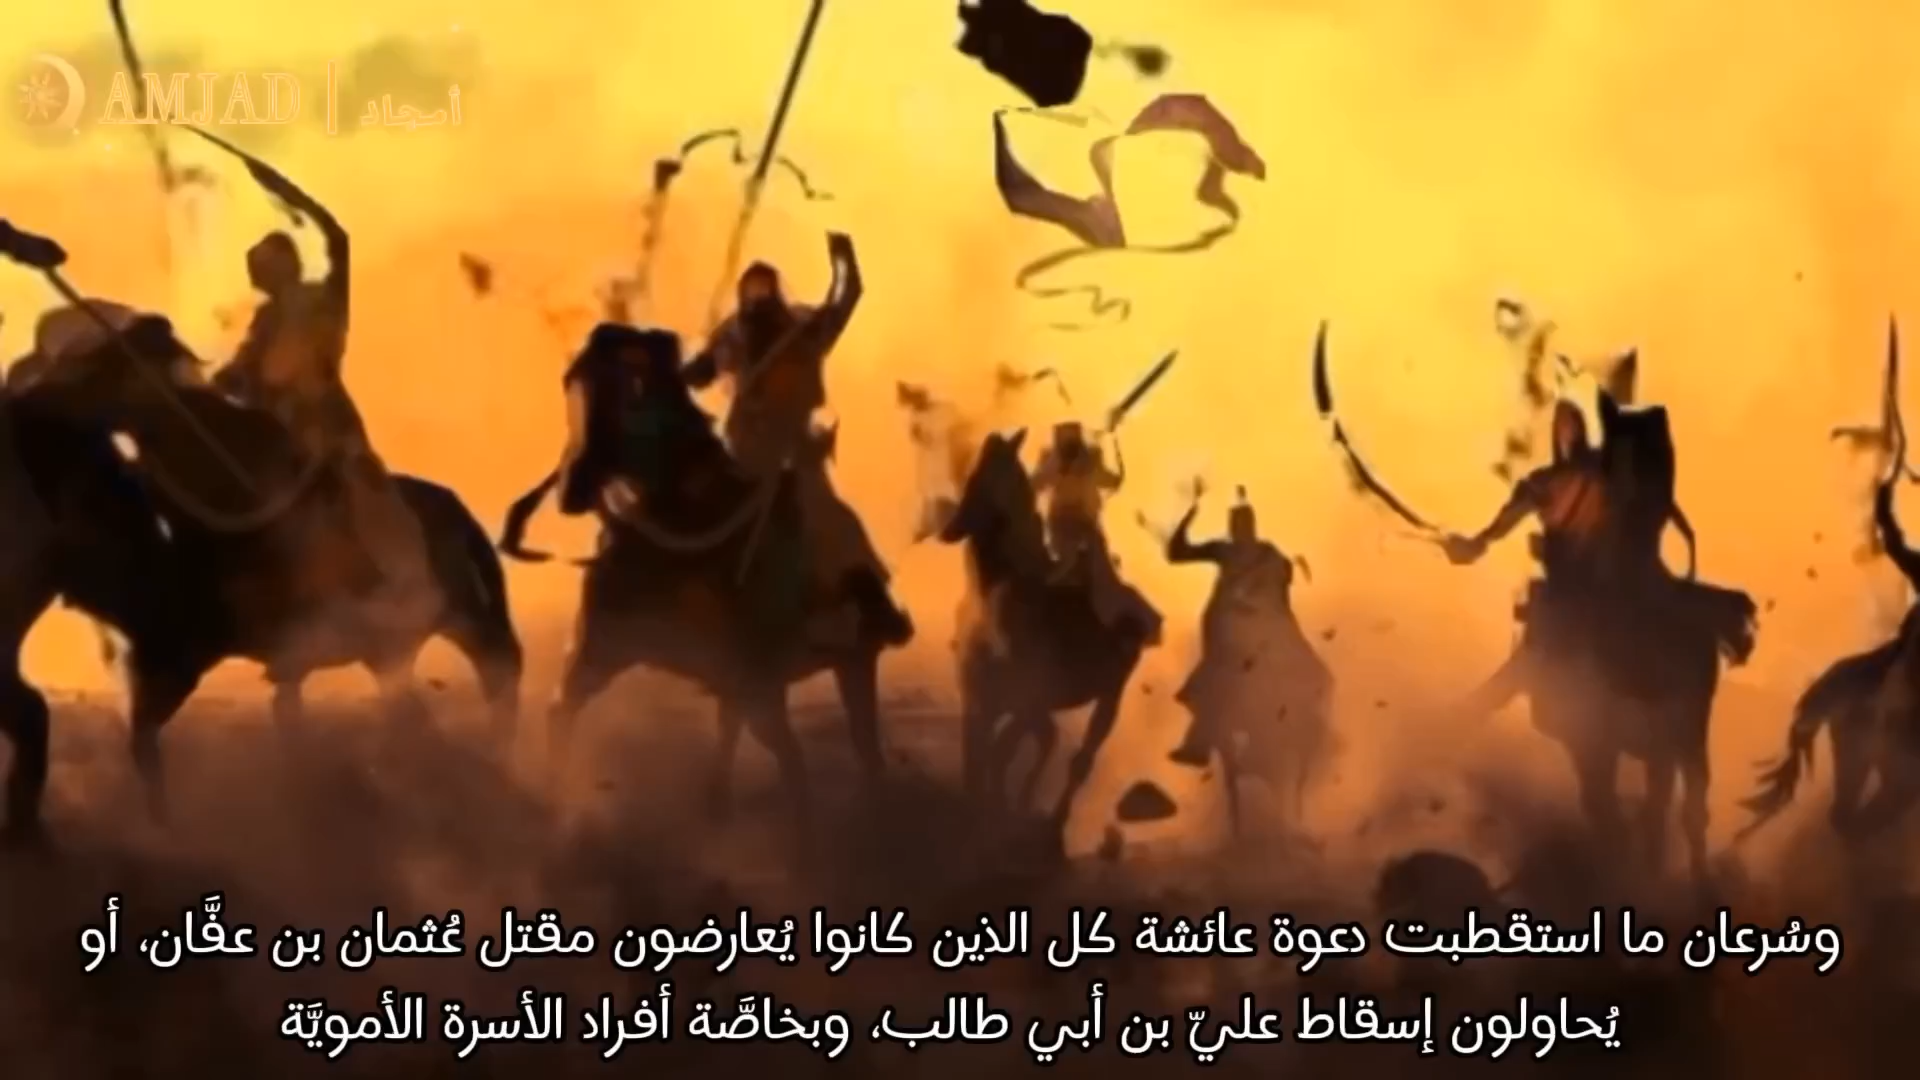 AMJAD | أمجاد
وسُرعان ما استقطبت دعوة عائشة كل الذين كانوا يُعارضون مقتل عُثمان بن عفَّان، أو
يُحاولون إسقاط عليّ بن أبي طالب، وبخاصَّة أفراد الأسرة الأمويَّة